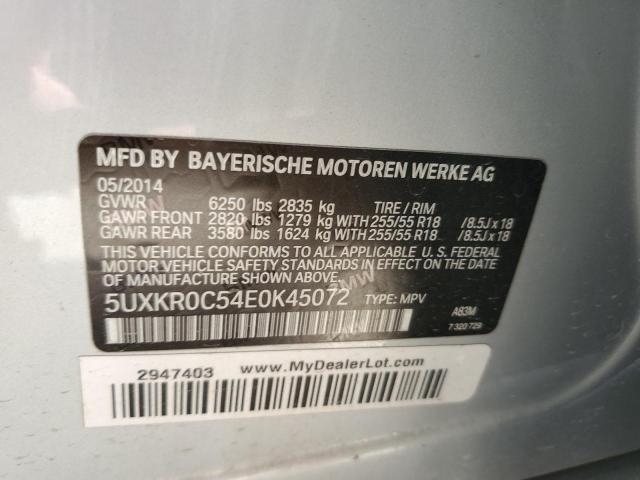 MFD BY BAYERISCHE MOTOREN WERKE AG
05/2014
GVWR 6250 lbs 2835 kg TIRE / RIM
GAWR FRONT 2820 lbs 1279 kg WITH 255/55 R18 /8.5J x 18
GAWR REAR 3580 lbs 1624 kg WITH 255/55 R18 /8.5J x 18
THIS VEHICLE CONFORMS TO ALL APPLICABLE U. S. FEDERAL
MOTOR VEHICLE SAFETY STANDARDS IN EFFECT ON THE DATE
OF MANUFACTURE SHOWN ABOVE.
5UXKR0C54E0K45072 TYPE: MPV A83M
7 320 729
2947403 www.MyDealerLot.com